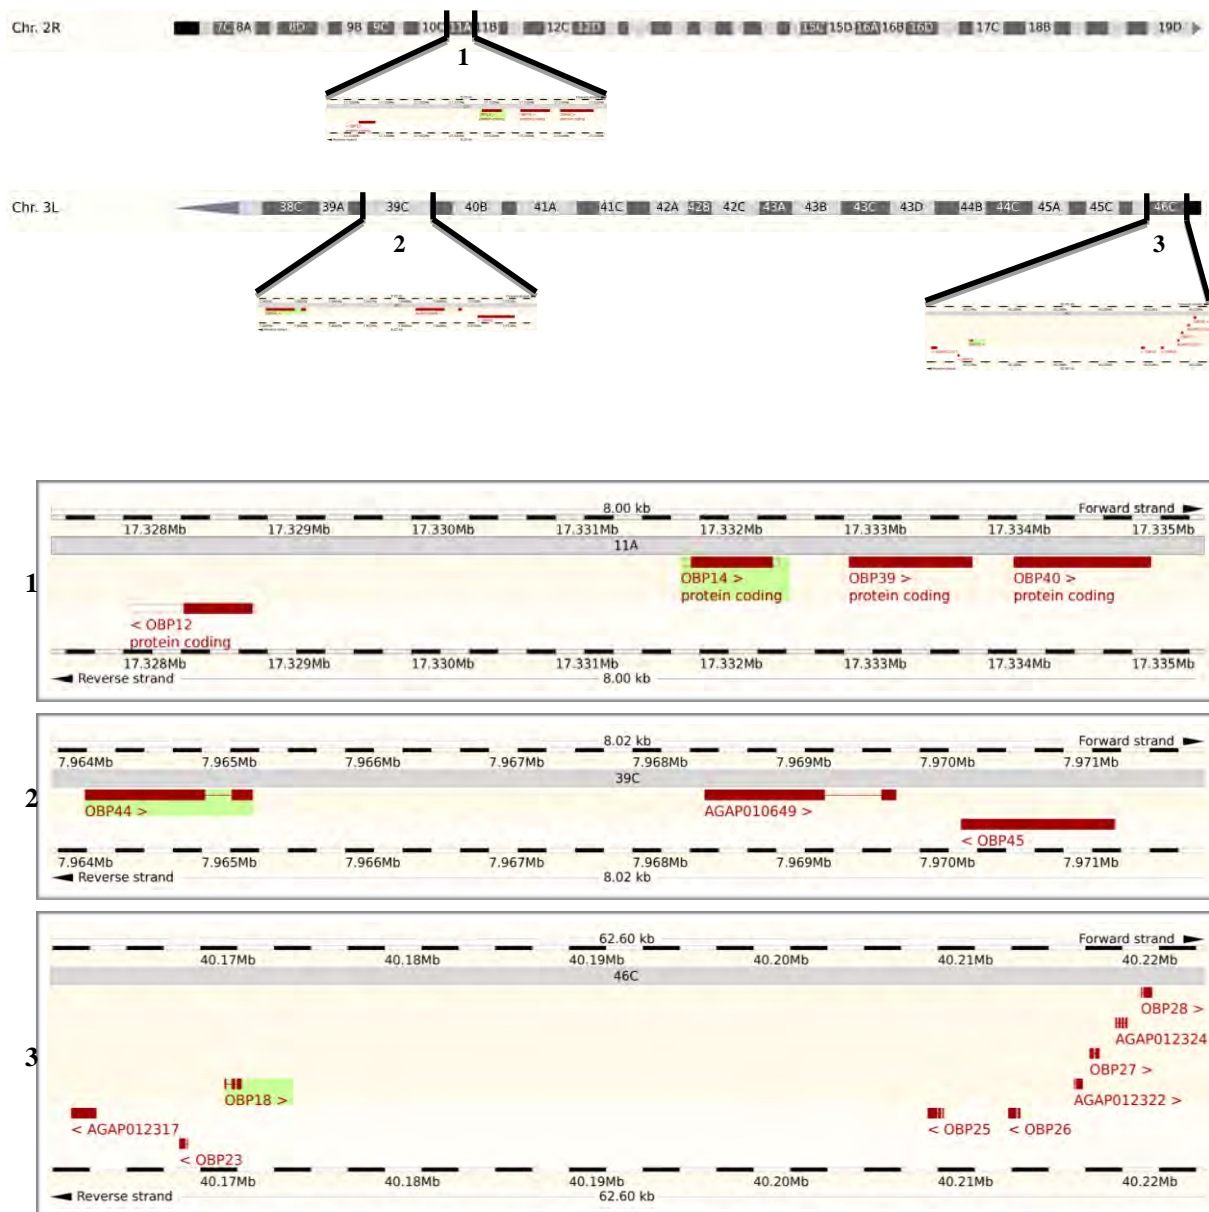 Chr. 2R
7C 8A 8D 9B 9C 10C 11A 11B 12C 12D 15C 15D 16A 16B 16D 17C 18B 19D
1
Chr. 3L
38C 39A 39C 40B 41A 41C 42A 42B 42C 43A 43B 43C 43D 44B 44C 45A 45C 46C
2
3
8.00 kb Forward strand
17.328Mb 17.329Mb 17.330Mb 17.331Mb 17.332Mb 17.333Mb 17.334Mb 17.335Mb
11A
1
OBP14 > OBP39 > OBP40 >
protein coding protein coding protein coding
< OBP12
protein coding
17.328Mb 17.329Mb 17.330Mb 17.331Mb 17.332Mb 17.333Mb 17.334Mb 17.335Mb
Reverse strand 8.00 kb
8.02 kb Forward strand
7.964Mb 7.965Mb 7.966Mb 7.967Mb 7.968Mb 7.969Mb 7.970Mb 7.971Mb
39C
2
OBP44 > AGAP010649 >
< OBP45
7.964Mb 7.965Mb 7.966Mb 7.967Mb 7.968Mb 7.969Mb 7.970Mb 7.971Mb
Reverse strand 8.02 kb
62.60 kb Forward strand
40.17Mb 40.18Mb 40.19Mb 40.20Mb 40.21Mb 40.22Mb
46C
OBP28 >
AGAP012324
3
OBP27 >
OBP18 > AGAP012322 >
< AGAP012317 < OBP25 < OBP26
< OBP23
40.17Mb 40.18Mb 40.19Mb 40.20Mb 40.21Mb 40.22Mb
Reverse strand 62.60 kb